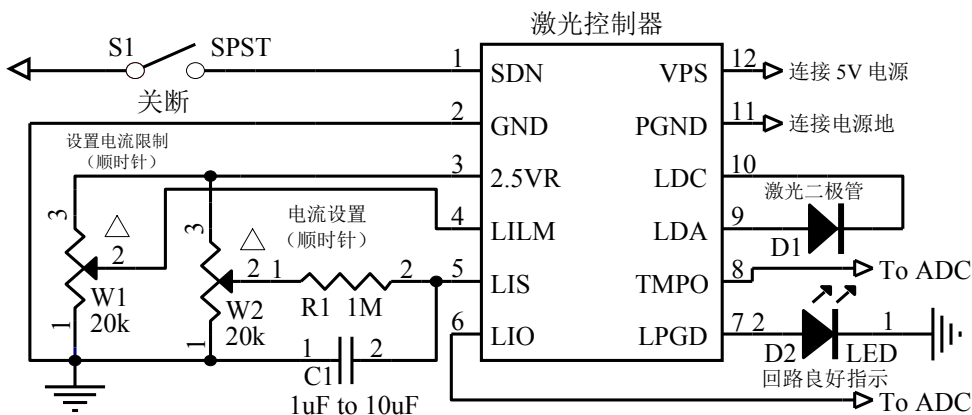 激光控制器
S1 SPST
关断
1 SDN VPS 12 连接 5V 电源
2 GND PGND 11 连接电源地
设置电流限制
（顺时针）
3 2.5VR LDC 10
激光二极管
电流设置
（顺时针）
4 LILM LDA 9
D1
3 2 W1 20k 1
3 2 W2 20k 1
1 R1 1M 2
5 LIS TMPO 8 To ADC
6 LIO LPGD 7 2 1
D2 LED
回路良好指示
1 C1 2
1uF to 10uF
To ADC